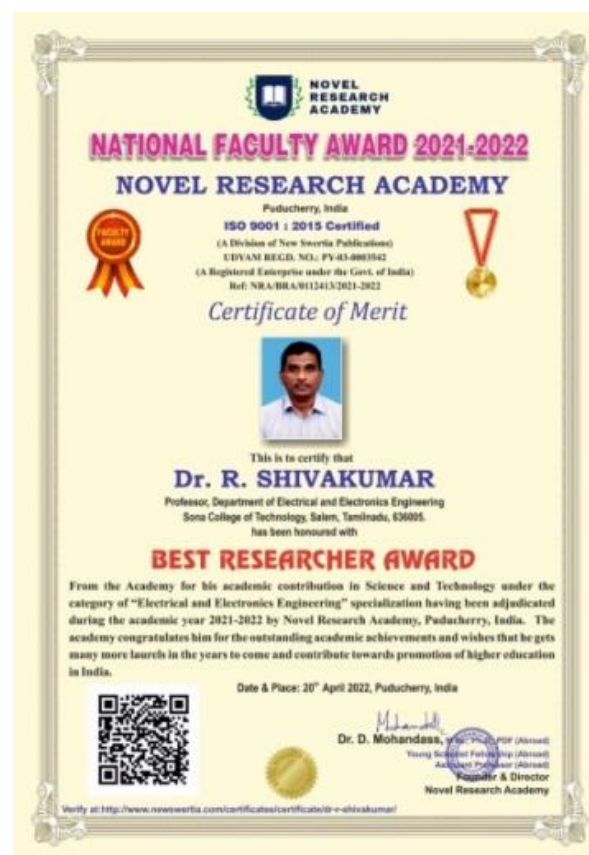 NOVEL
RESEARCH
ACADEMY
NATIONAL FACULTY AWARD 2021-2022
NOVEL RESEARCH ACADEMY
Puducherry, India
ISO 9001 : 2015 Certified
(A Division of New Swertia Publications)
UDYAM REGD. NO.: PY-03-0003542
(A Registered Enterprise under the Govt. of India)
Ref: NRA/BRA/0112413/2021-2022
FACULTY
AWARD
Certificate of Merit
This is to certify that
Dr. R. SHIVAKUMAR
Professor, Department of Electrical and Electronics Engineering
Sona College of Technology, Salem, Tamilnadu, 636005.
has been honoured with
BEST RESEARCHER AWARD
From the Academy for his academic contribution in Science and Technology under the
category of “Electrical and Electronics Engineering” specialization having been adjudicated
during the academic year 2021-2022 by Novel Research Academy, Puducherry, India. The
academy congratulates him for the outstanding academic achievements and wishes that he gets
many more laurels in the years to come and contribute towards promotion of higher education
in India.
Date & Place: 20th April 2022, Puducherry, India
Dr. D. Mohandass, PDF (Abroad)
Young Scientist Fellowship (Abroad)
Assistant Professor (Abroad)
Founder & Director
Novel Research Academy
Verify at:http://www.newswertia.com/certificates/certificate/dr-r-shivakumar/